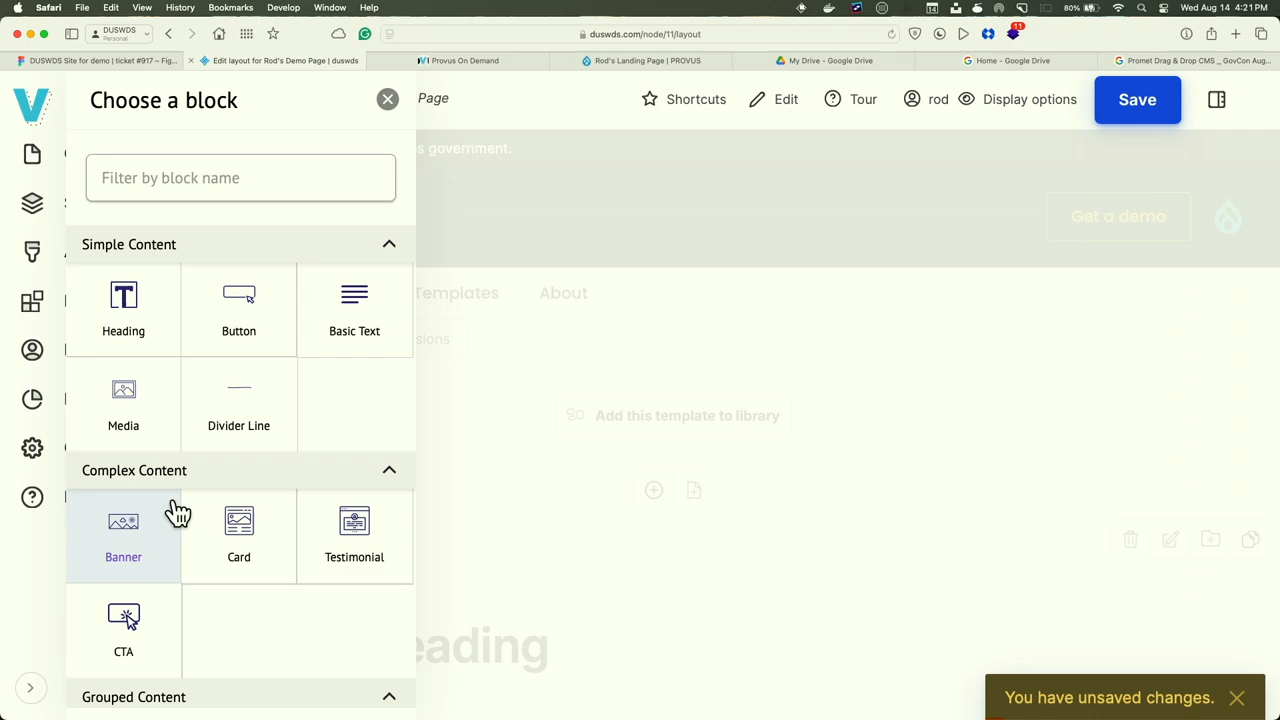 Safari File Edit View History Bookmarks Develop Window Help
80%
Wed Aug 14 4:21 PM
DUSWDS
Personal
duswds.com/node/11/layout
11
DUSWDS Site for demo | ticket #917 – Fig...
Edit layout for Rod's Demo Page | duswds
Provus On Demand
Rod's Landing Page | PROVUS
My Drive - Google Drive
Home - Google Drive
Promet Drag & Drop CMS _ GovCon Aug...
Choose a block
Page
Shortcuts
Edit
Tour
rod
Display options
Save
s government.
Filter by block name
Get a demo
Simple Content
Heading
Button
Basic Text
Templates
About
sions
Media
Divider Line
Add this template to library
Complex Content
Banner
Card
Testimonial
CTA
eading
Grouped Content
You have unsaved changes.